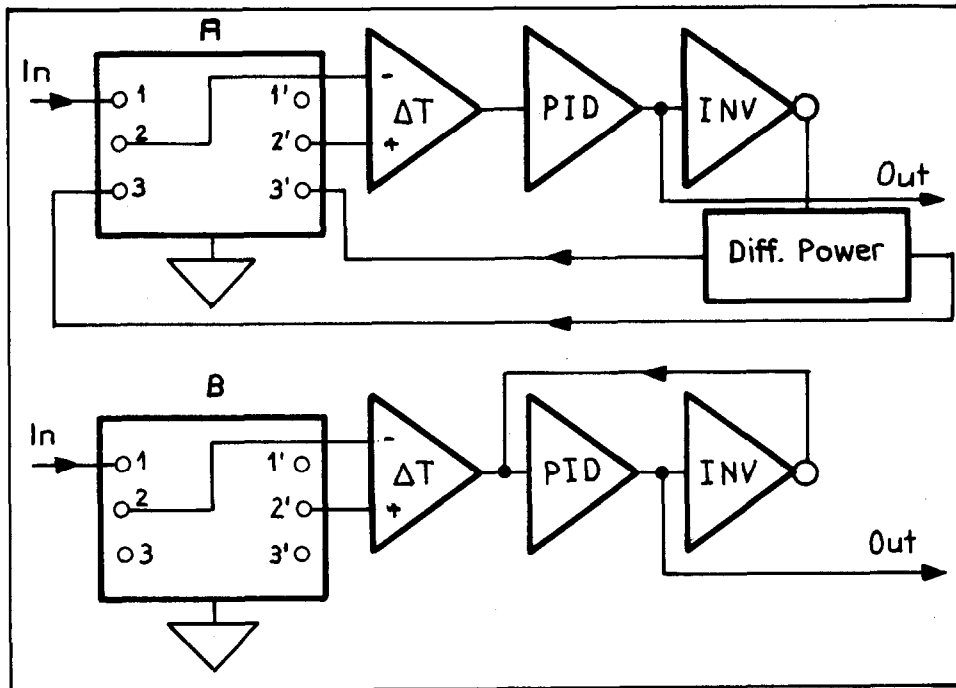 A
In
1
1'
2
2'
3
3'
-
+
ΔT
PID
INV
Out
Diff. Power
B
In
1
1'
2
2'
3
3'
-
+
ΔT
PID
INV
Out